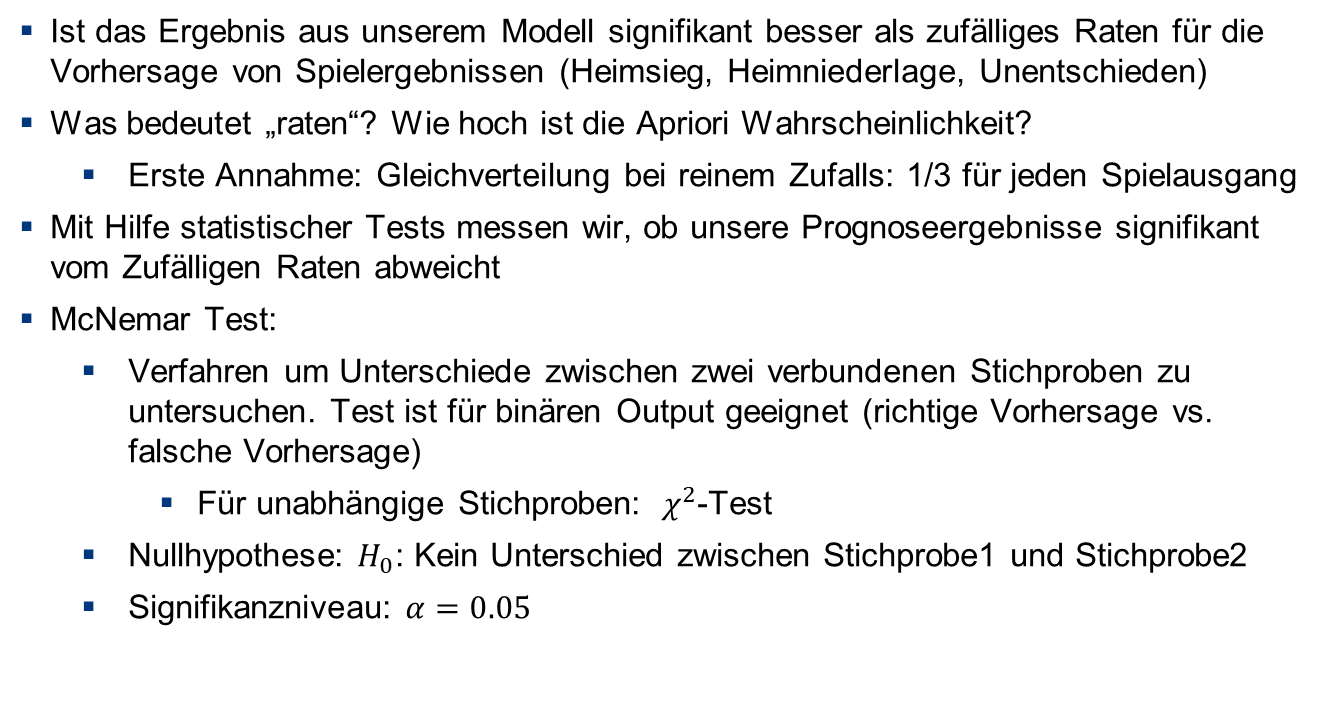 ▪ Ist das Ergebnis aus unserem Modell signifikant besser als zufälliges Raten für die
Vorhersage von Spielergebnissen (Heimsieg, Heimniederlage, Unentschieden)
▪ Was bedeutet „raten“? Wie hoch ist die Apriori Wahrscheinlichkeit?
▪ Erste Annahme: Gleichverteilung bei reinem Zufalls: 1/3 für jeden Spielausgang
▪ Mit Hilfe statistischer Tests messen wir, ob unsere Prognoseergebnisse signifikant
vom Zufälligen Raten abweicht
▪ McNemar Test:
▪ Verfahren um Unterschiede zwischen zwei verbundenen Stichproben zu
untersuchen. Test ist für binären Output geeignet (richtige Vorhersage vs.
falsche Vorhersage)
▪ Für unabhängige Stichproben: χ²-Test
▪ Nullhypothese: H₀: Kein Unterschied zwischen Stichprobe1 und Stichprobe2
▪ Signifikanzniveau: α = 0.05